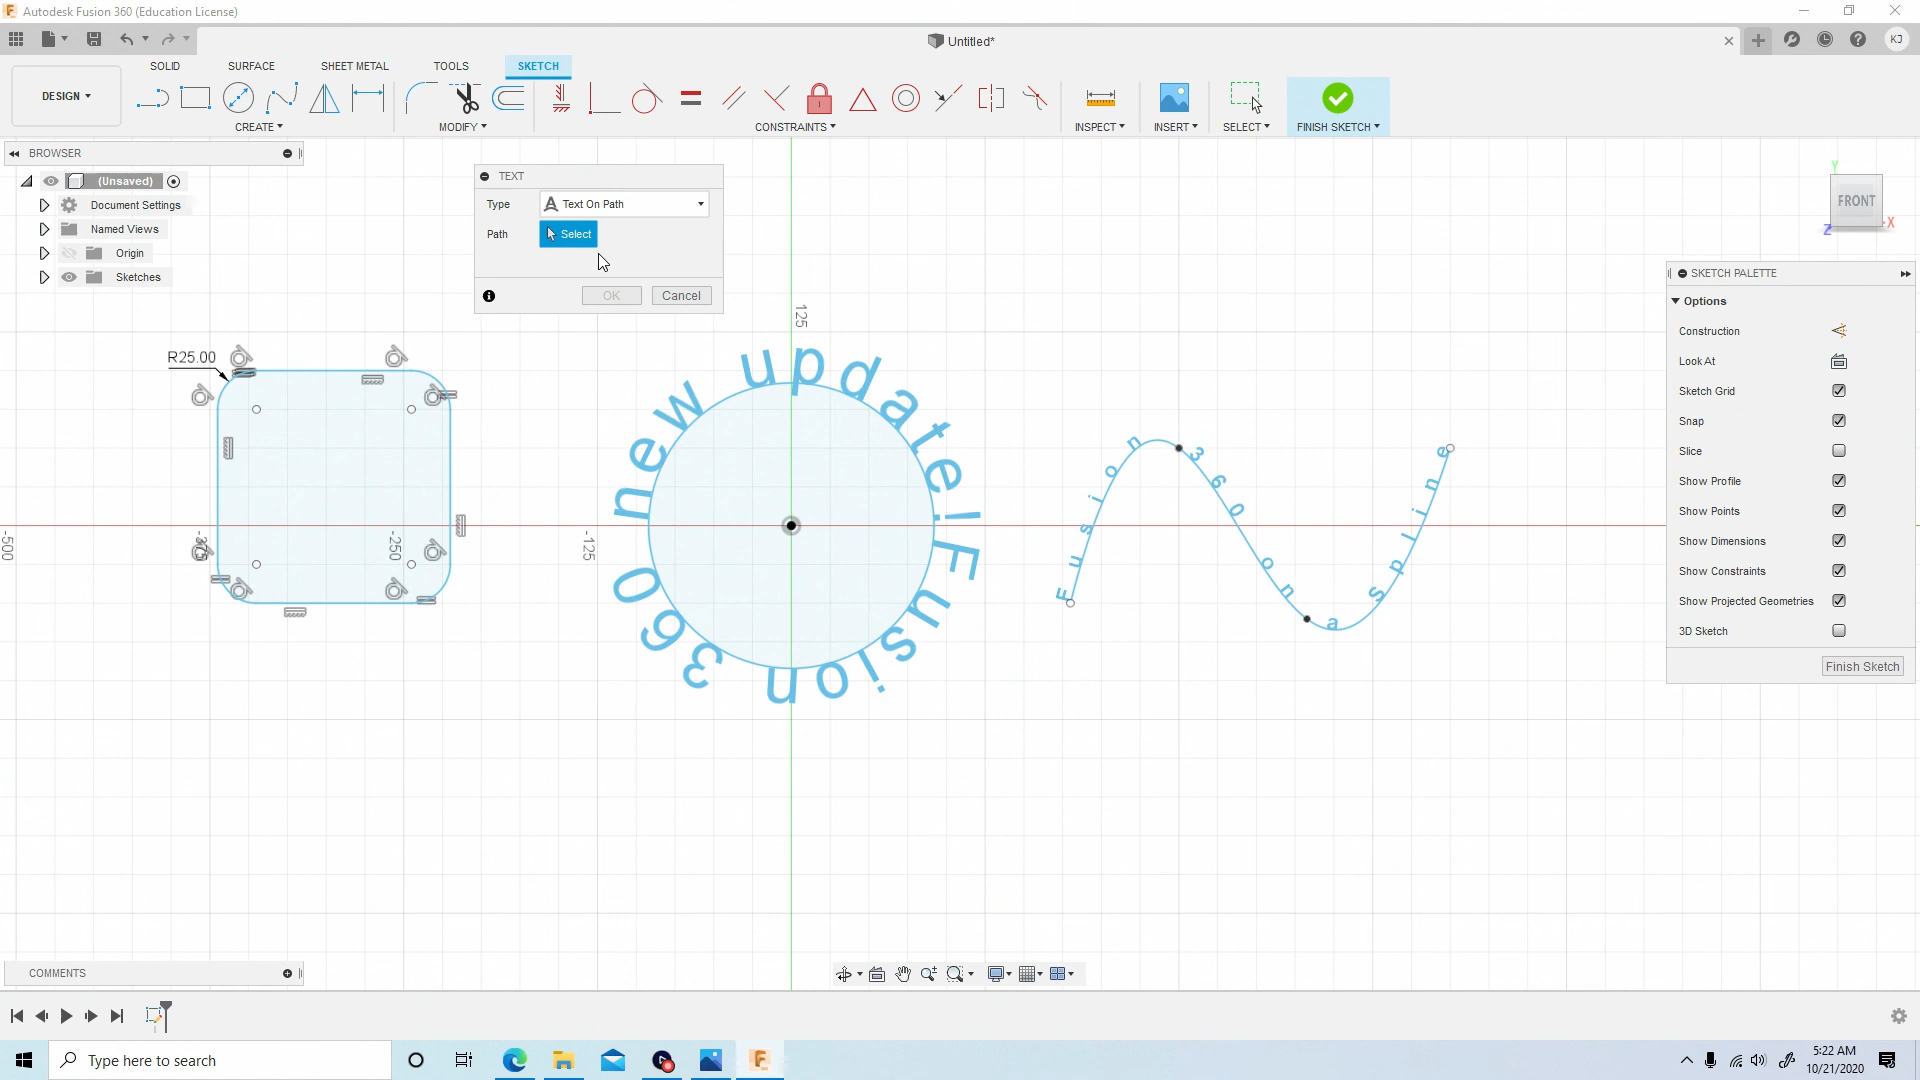 Autodesk Fusion 360 (Education License)
Untitled*
KJ
SOLID SURFACE SHEET METAL TOOLS SKETCH
DESIGN
CREATE MODIFY CONSTRAINTS INSPECT INSERT SELECT FINISH SKETCH
BROWSER
(Unsaved)
Document Settings
Named Views
Origin
Sketches
TEXT
Type Text On Path
Path Select
OK Cancel
Y
FRONT
X
Z
SKETCH PALETTE
Options
Construction
Look At
Sketch Grid
Snap
Slice
Show Profile
Show Points
Show Dimensions
Show Constraints
Show Projected Geometries
3D Sketch
Finish Sketch
125
R25.00
-500
-375
-250
-125
Fusion 360 new update!
Fusion 360 on a Spline
COMMENTS
Type here to search
5:22 AM
10/21/2020